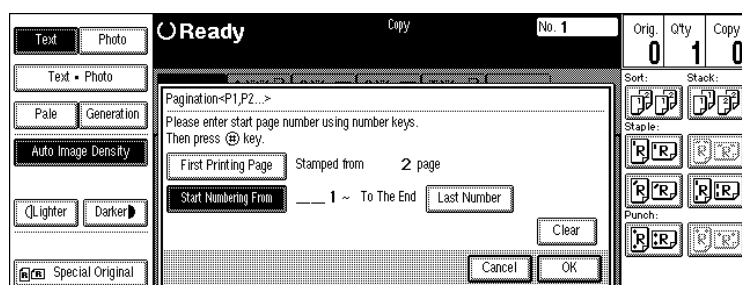 Text
Photo
Text • Photo
Pale
Generation
Auto Image Density
Lighter
Darker
Special Original
Ready
Copy
No. 1
Pagination<P1,P2...>
Please enter start page number using number keys.
Then press (#) key.
First Printing Page Stamped from 2 page
Start Numbering From ___1 ~ To The End Last Number
Clear
Cancel OK
Orig. Q'ty Copy
0 1 0
Sort: Stack:
Staple:
Punch: